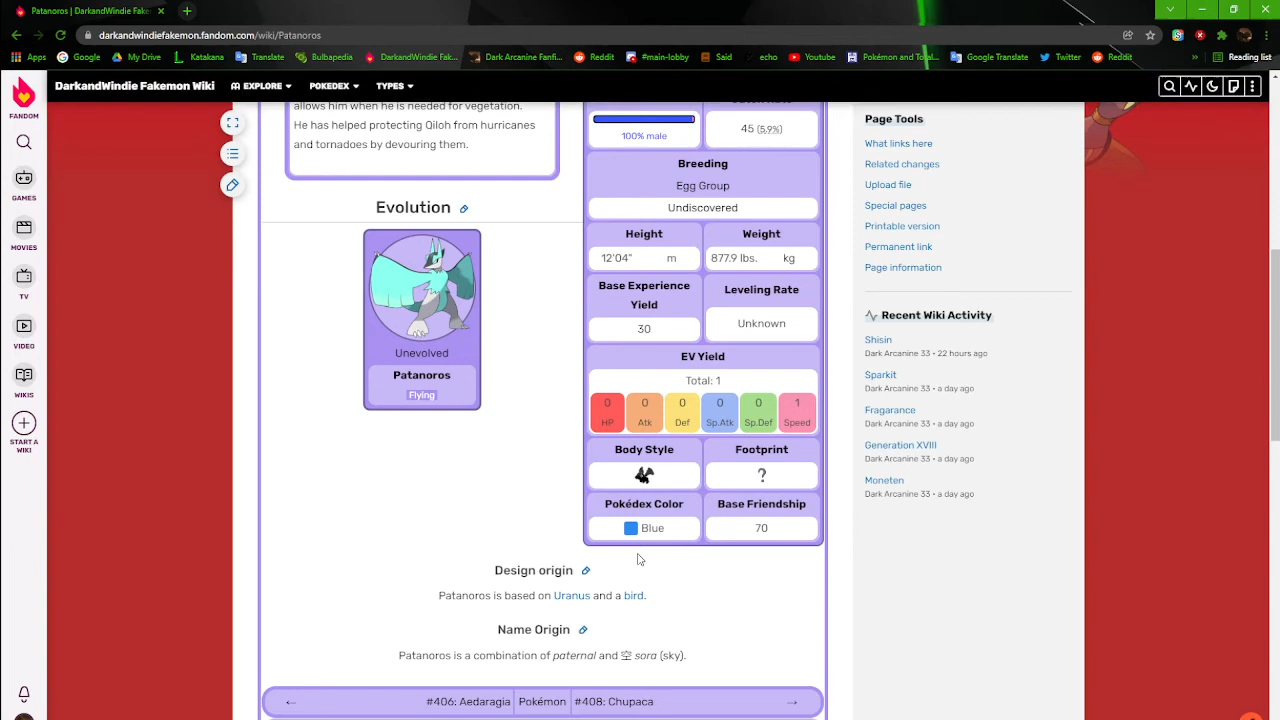 Patanoros | DarkandWindie Fake
darkandwindiefakemon.fandom.com/wiki/Patanoros
Apps
Google
My Drive
Katakana
Translate
Bulbapedia
DarkandWindie Fak...
Dark Arcanine Fanfi...
Reddit
#main-lobby
Said
echo
Youtube
Pokémon and Total...
Google Translate
Twitter
Reddit
»
Reading list
FANDOM
GAMES
MOVIES
TV
VIDEO
WIKIS
START A
WIKI
DarkandWindie Fakemon Wiki
EXPLORE
POKEDEX
TYPES
allows him when he is needed for vegetation.
He has helped protecting Qiloh from hurricanes
and tornadoes by devouring them.
Evolution
Unevolved
Patanoros
Flying
100% male
45 (5.9%)
Breeding
Egg Group
Undiscovered
Height
Weight
12'04" m
877.9 lbs. kg
Base Experience
Yield
Leveling Rate
30
Unknown
EV Yield
Total: 1
0 0 0 0 0 1
HP Atk Def Sp.Atk Sp.Def Speed
Body Style
Footprint
?
Pokédex Color
Base Friendship
Blue
70
Design origin
Patanoros is based on Uranus and a bird.
Name Origin
Patanoros is a combination of paternal and 空 sora (sky).
← #406: Aedaragia Pokémon #408: Chupaca →
Page Tools
What links here
Related changes
Upload file
Special pages
Printable version
Permanent link
Page information
Recent Wiki Activity
Shisin
Dark Arcanine 33 • 22 hours ago
Sparkit
Dark Arcanine 33 • a day ago
Fragarance
Dark Arcanine 33 • a day ago
Generation XVIII
Dark Arcanine 33 • a day ago
Moneten
Dark Arcanine 33 • a day ago